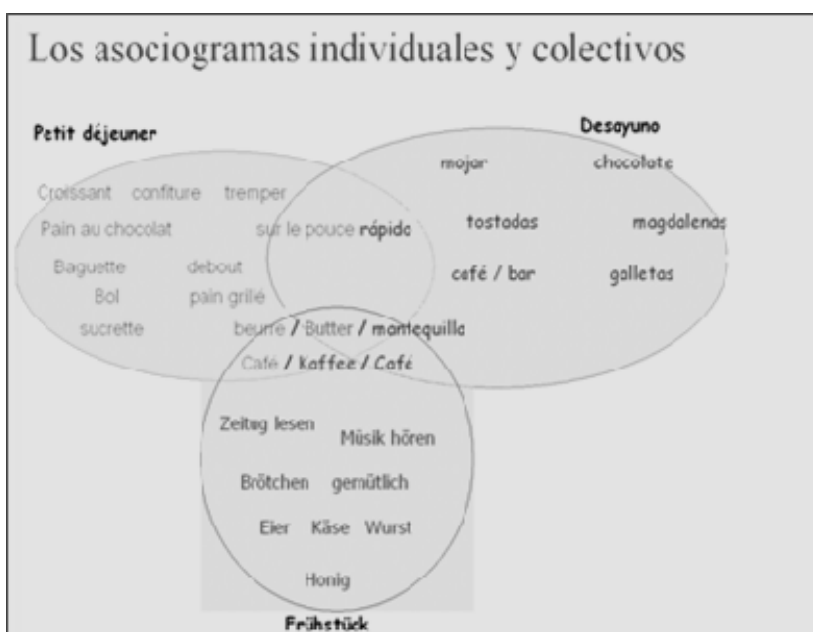 Los asociogramas individuales y colectivos
Petit déjeuner
Desayuno
mojar chocolate
Croissant confiture tremper
Pain au chocolat sur le pouce rápido tostadas magdalenas
Baguette debout café / bar galletas
Bol pain grillé
sucrette beurre / Butter / mantequilla
Café / Kaffee / Café
Zeitug lesen Müsik hören
Brötchen gemütlich
Eier Käse Wurst
Honig
Frühstück